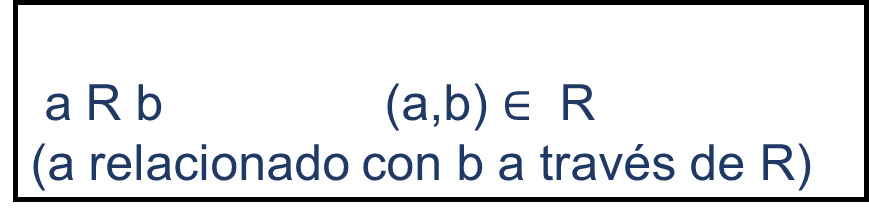 a R b (a,b) ∈ R
(a relacionado con b a través de R)